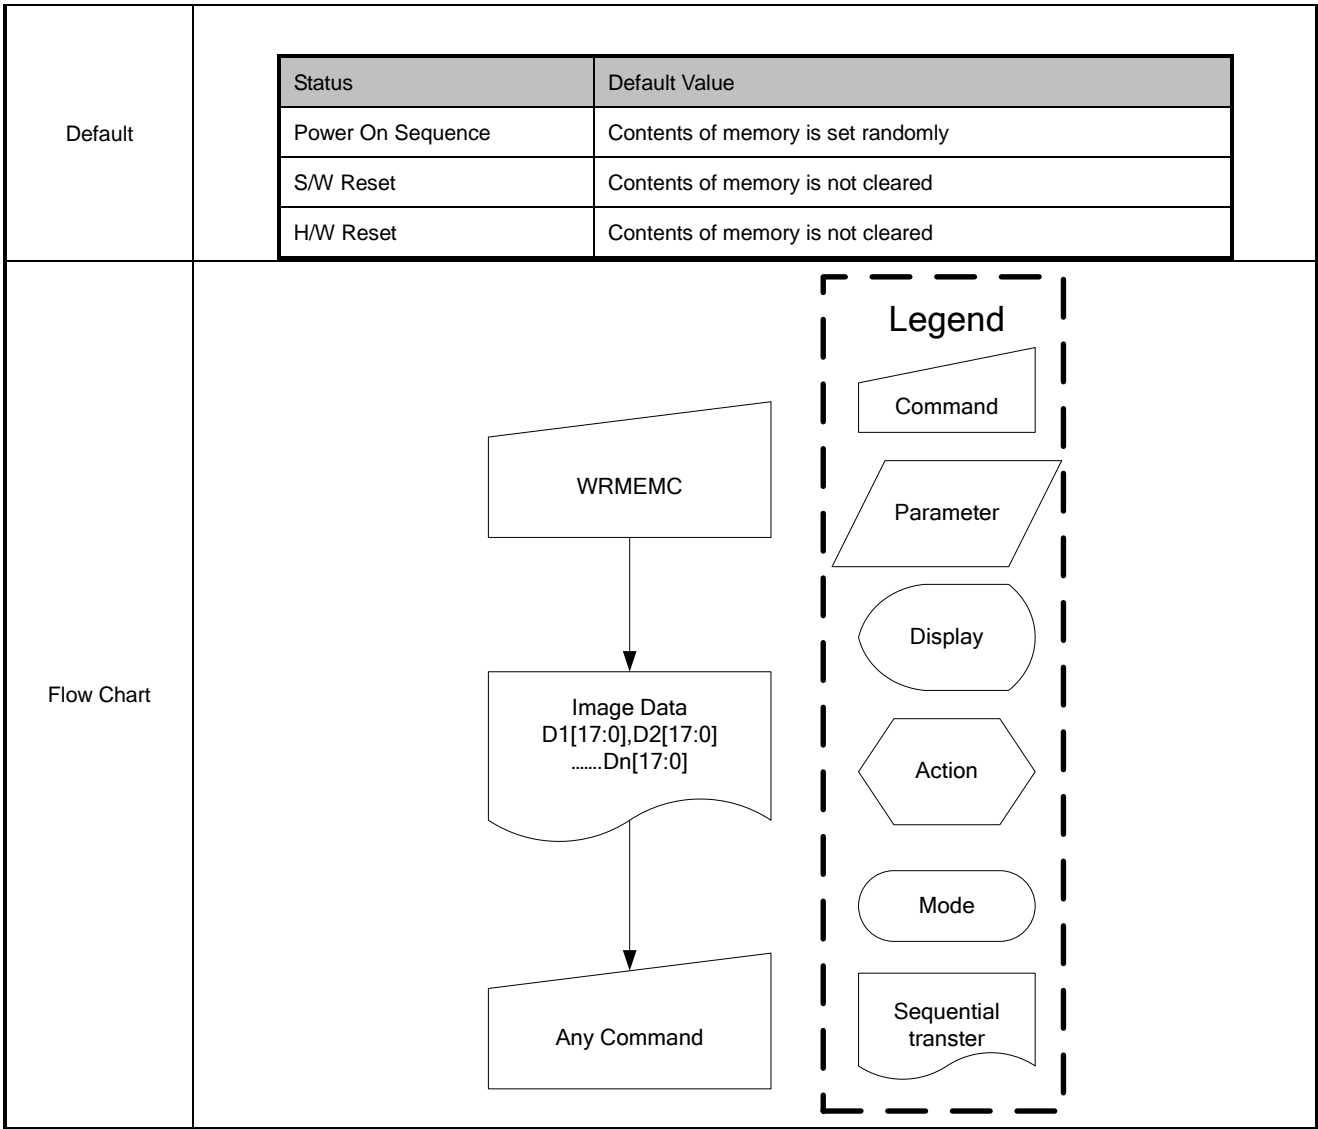 Default
Status Default Value
Power On Sequence Contents of memory is set randomly
S/W Reset Contents of memory is not cleared
H/W Reset Contents of memory is not cleared
Flow Chart
WRMEMC
Image Data
D1[17:0],D2[17:0]
.......Dn[17:0]
Any Command
Legend
Command
Parameter
Display
Action
Mode
Sequential
transter